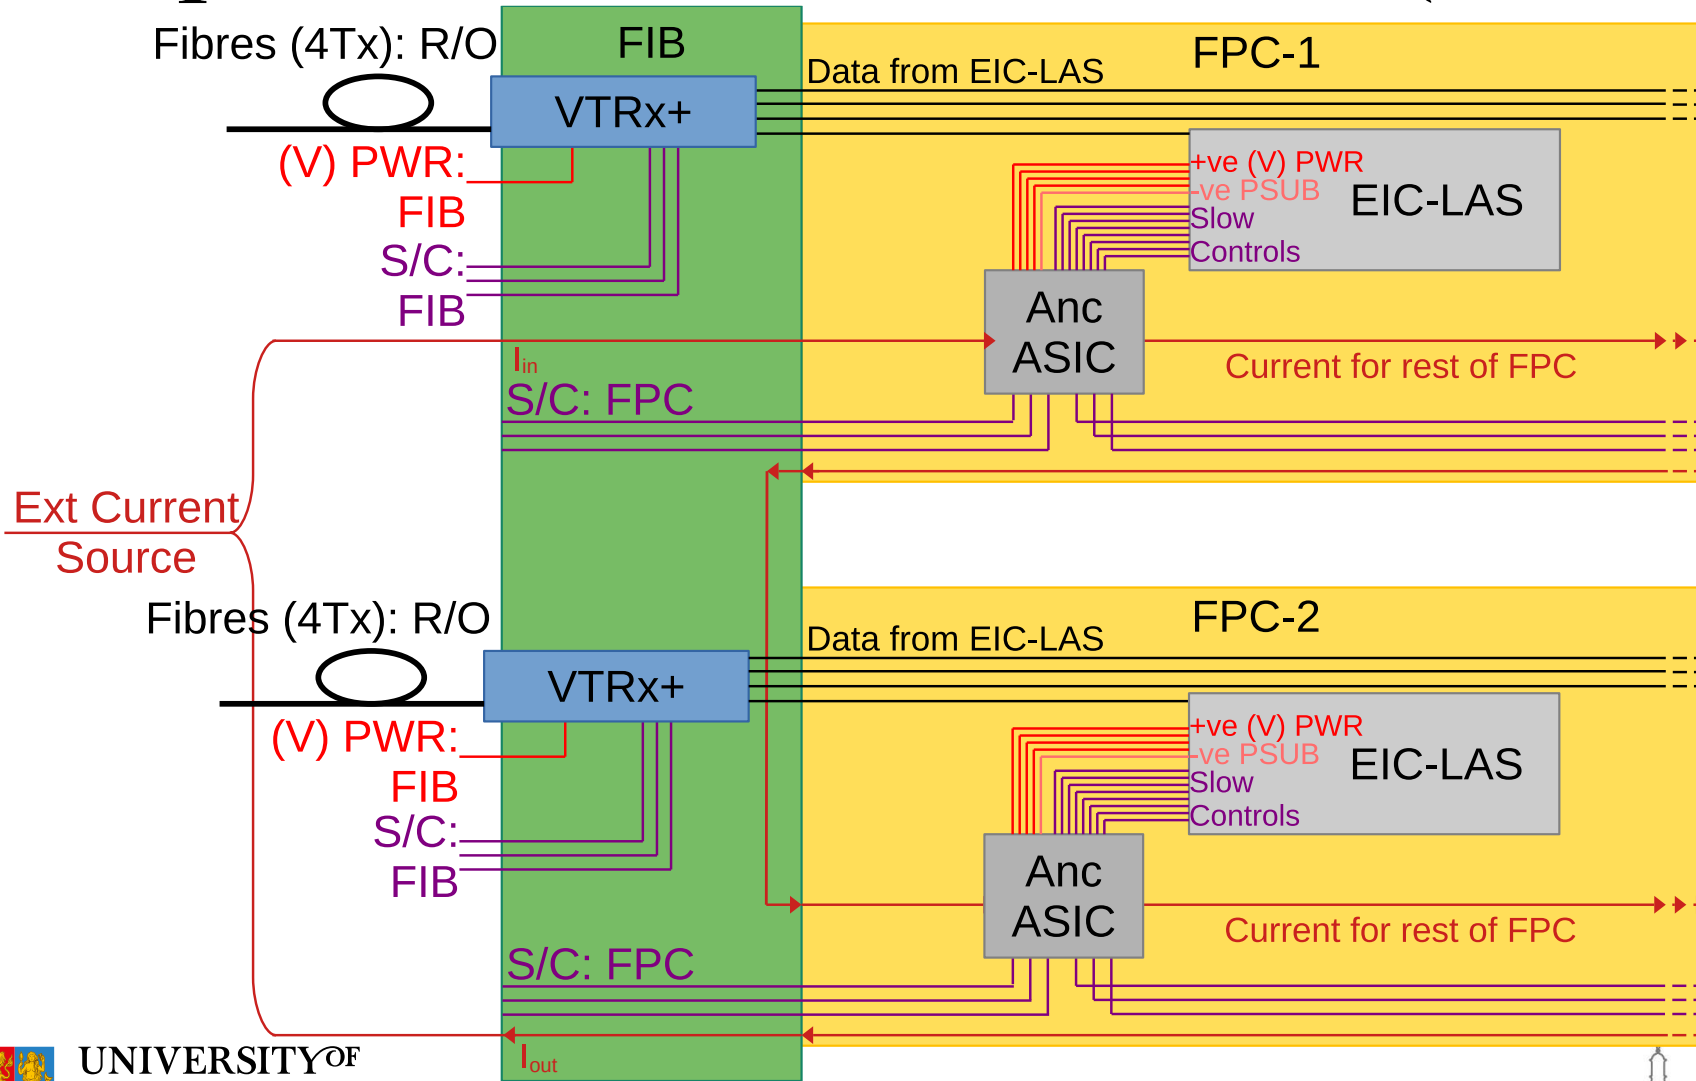 Fibres (4Tx): R/O
FIB
FPC-1
Data from EIC-LAS
VTRx+
(V) PWR:
FIB
+ve (V) PWR
-ve PSUB
EIC-LAS
Slow
Controls
S/C:
FIB
Anc
ASIC
Iin
Current for rest of FPC
S/C: FPC
Ext Current
Source
Fibres (4Tx): R/O
FPC-2
Data from EIC-LAS
VTRx+
(V) PWR:
FIB
+ve (V) PWR
-ve PSUB
EIC-LAS
Slow
Controls
S/C:
FIB
Anc
ASIC
Current for rest of FPC
S/C: FPC
Iout
UNIVERSITY OF